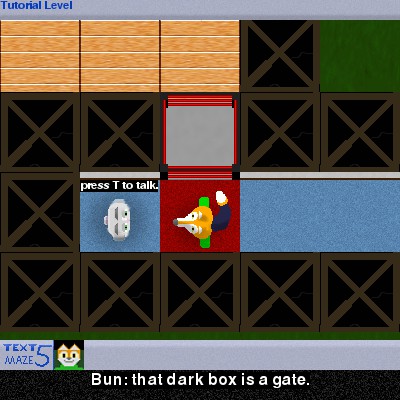 Tutorial Level
press T to talk.
TEXT
MAZE 5
Bun: that dark box is a gate.